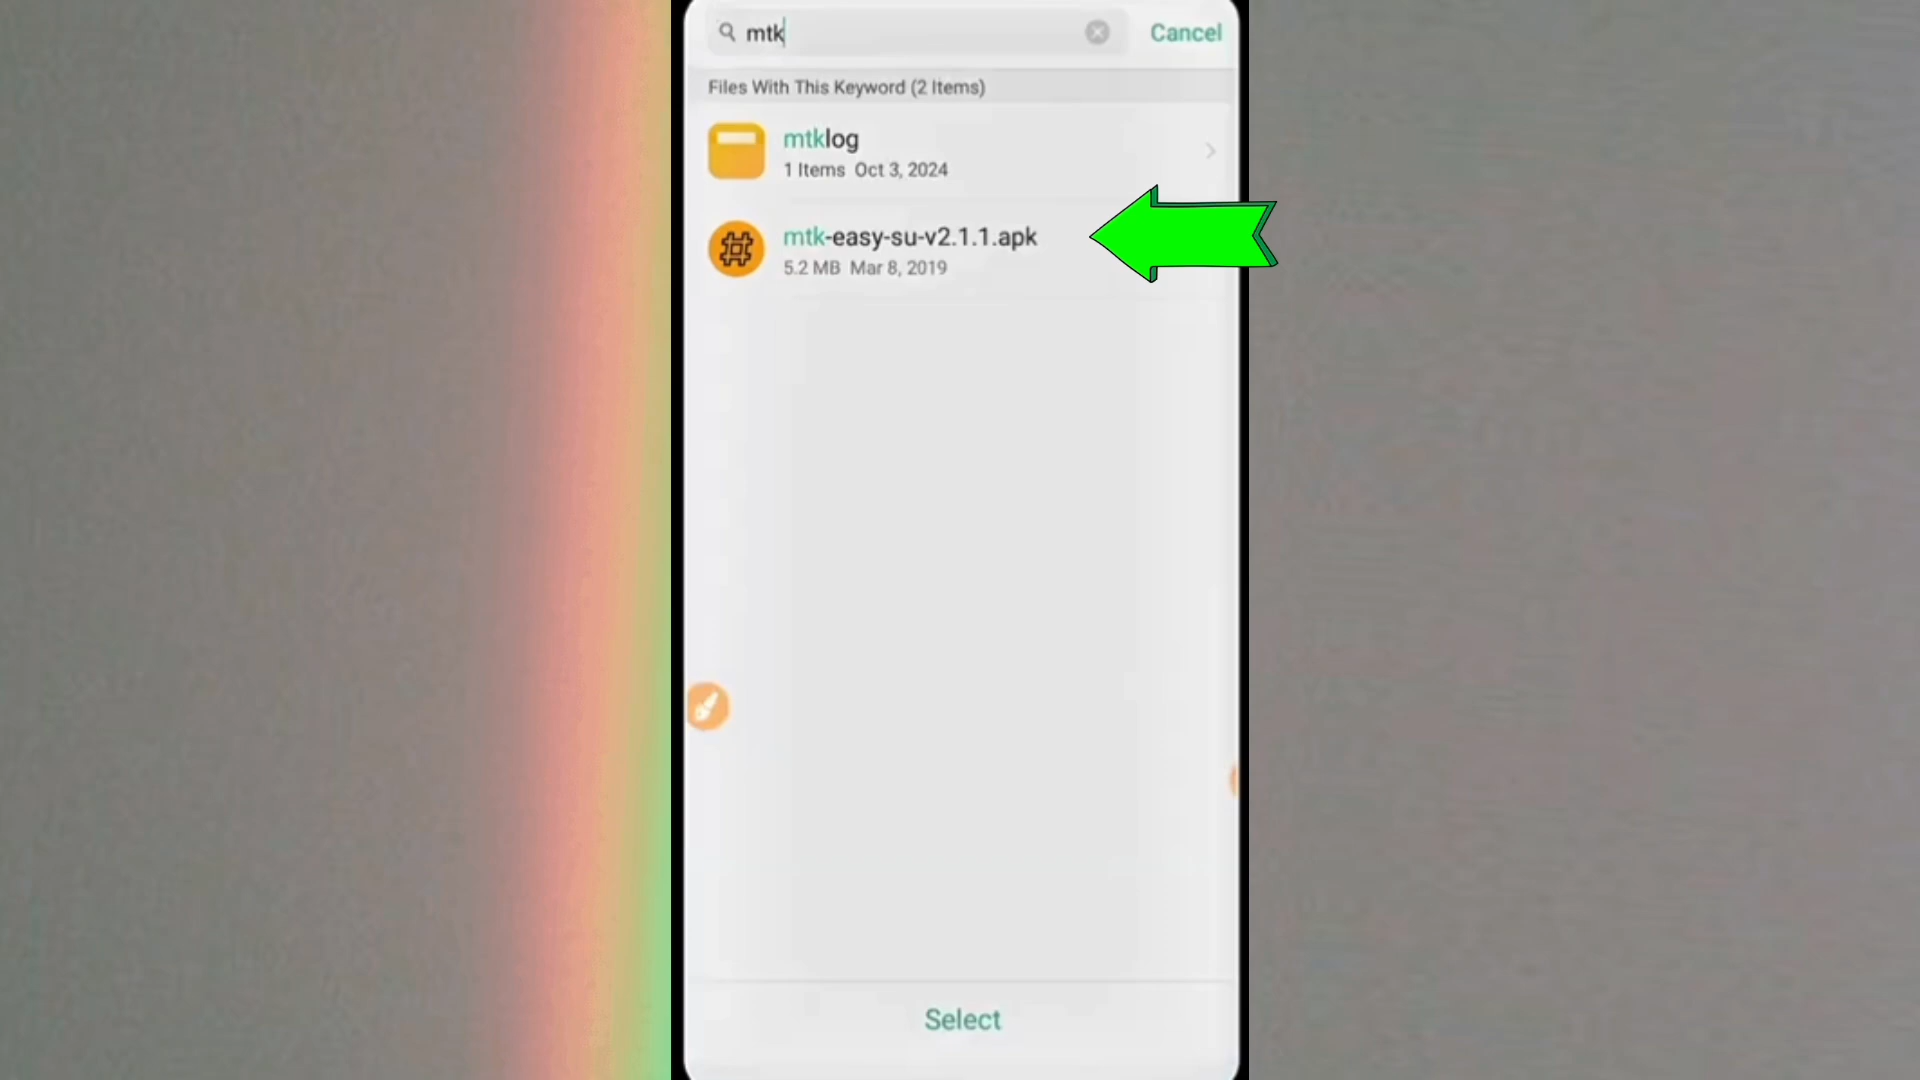 mtk
Cancel
Files With This Keyword (2 Items)
mtklog
1 Items Oct 3, 2024
mtk-easy-su-v2.1.1.apk
5.2 MB Mar 8, 2019
Select